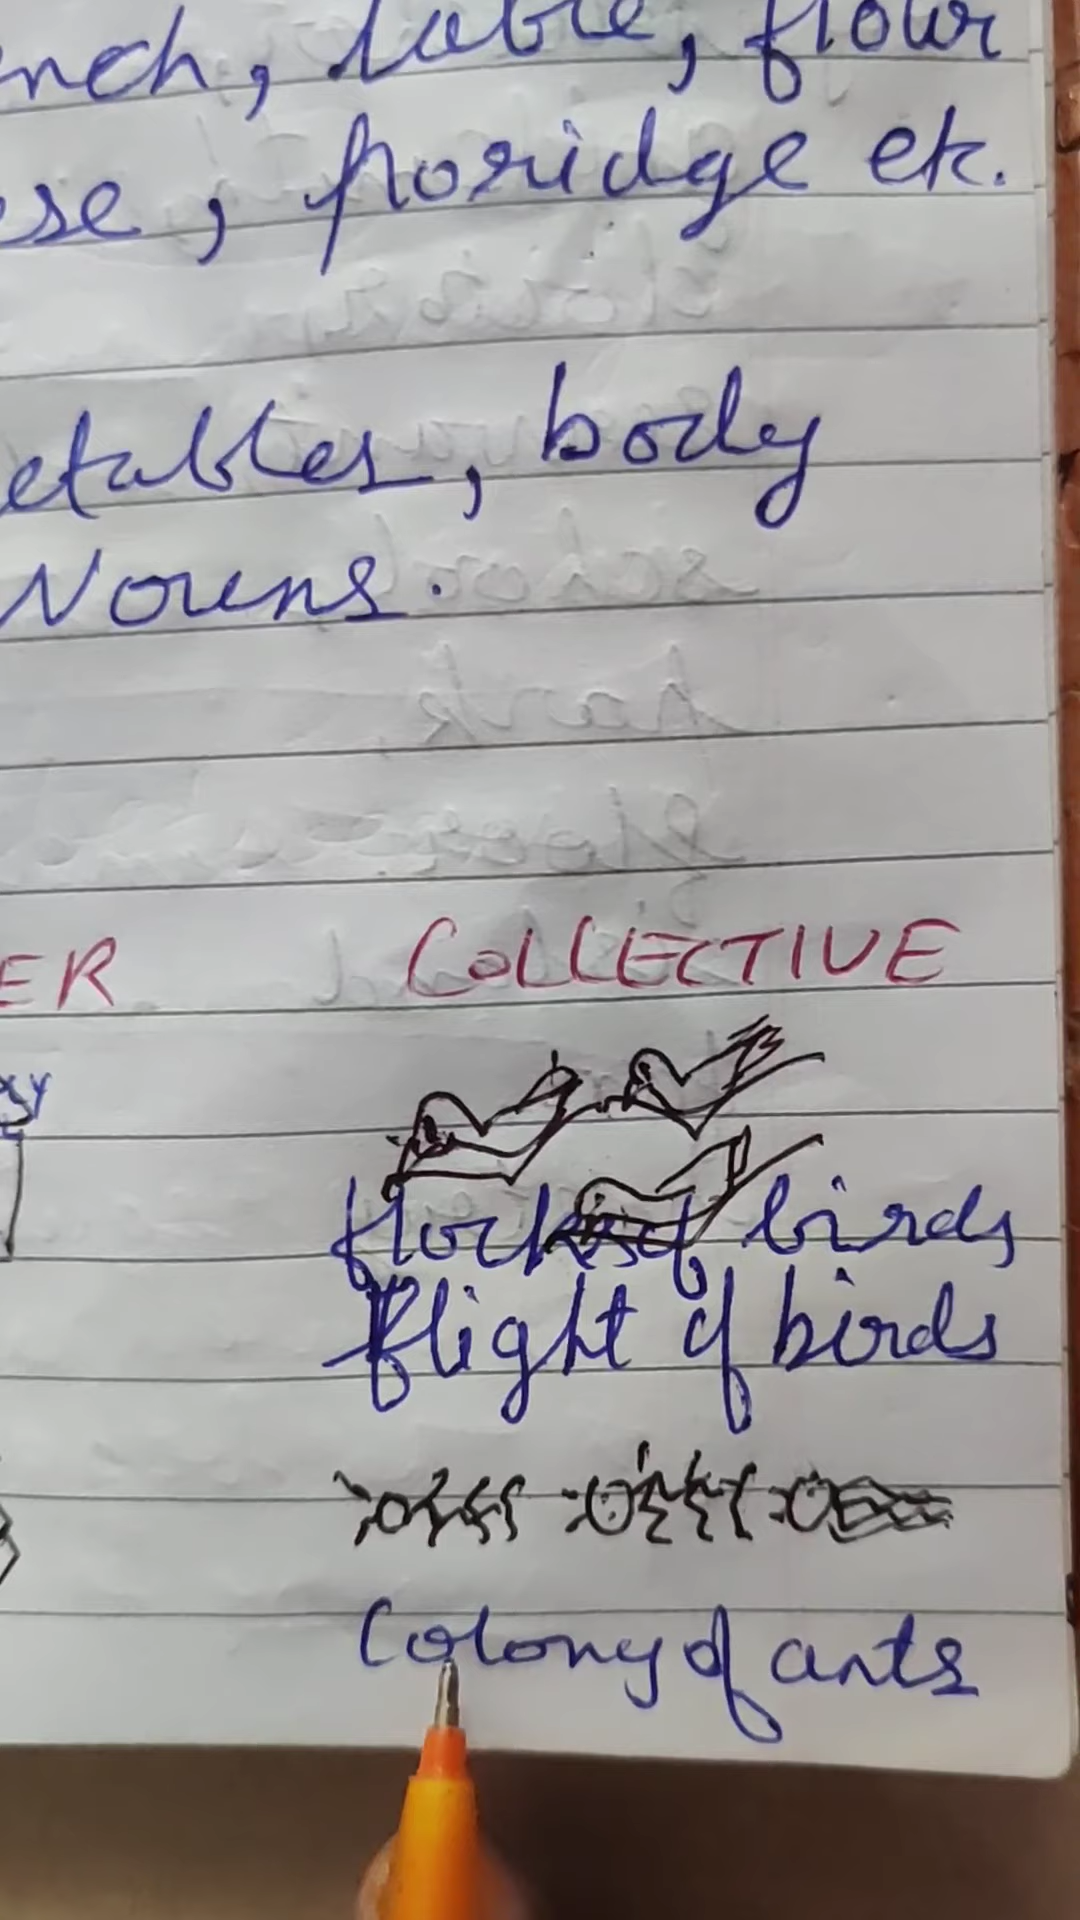 nch, table, flour
se, poridge etc.
etables, body
Nouns.
ER COLLECTIVE
flock of birds
flight of birds
Colony of ants